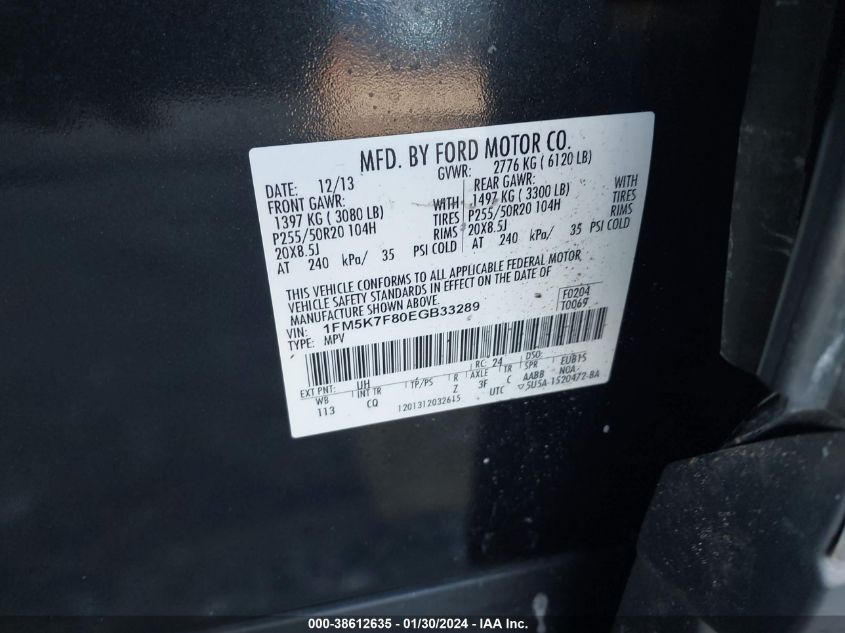 MFD. BY FORD MOTOR CO.
DATE: 12/13 GVWR: 2776 KG ( 6120 LB)
FRONT GAWR: REAR GAWR:
1397 KG ( 3080 LB) WITH 1497 KG ( 3300 LB) WITH
P255/50R20 104H TIRES P255/50R20 104H TIRES
20X8.5J RIMS 20X8.5J RIMS
AT 240 kPa/ 35 PSI COLD AT 240 kPa/ 35 PSI COLD
THIS VEHICLE CONFORMS TO ALL APPLICABLE FEDERAL MOTOR
VEHICLE SAFETY STANDARDS IN EFFECT ON THE DATE OF
MANUFACTURE SHOWN ABOVE.
VIN: 1FM5K7F80EGB33289 F0204
TYPE: MPV T0069
EXT PNT: UH RC: 24 DSO: EUB15
WB INT TR TP/PS R AXLE TR SPR NOA
113 CQ Z 3F C AABB
1201312032615 UTC 5U5A-1520472-BA
000-38612635 - 01/30/2024 - IAA Inc.